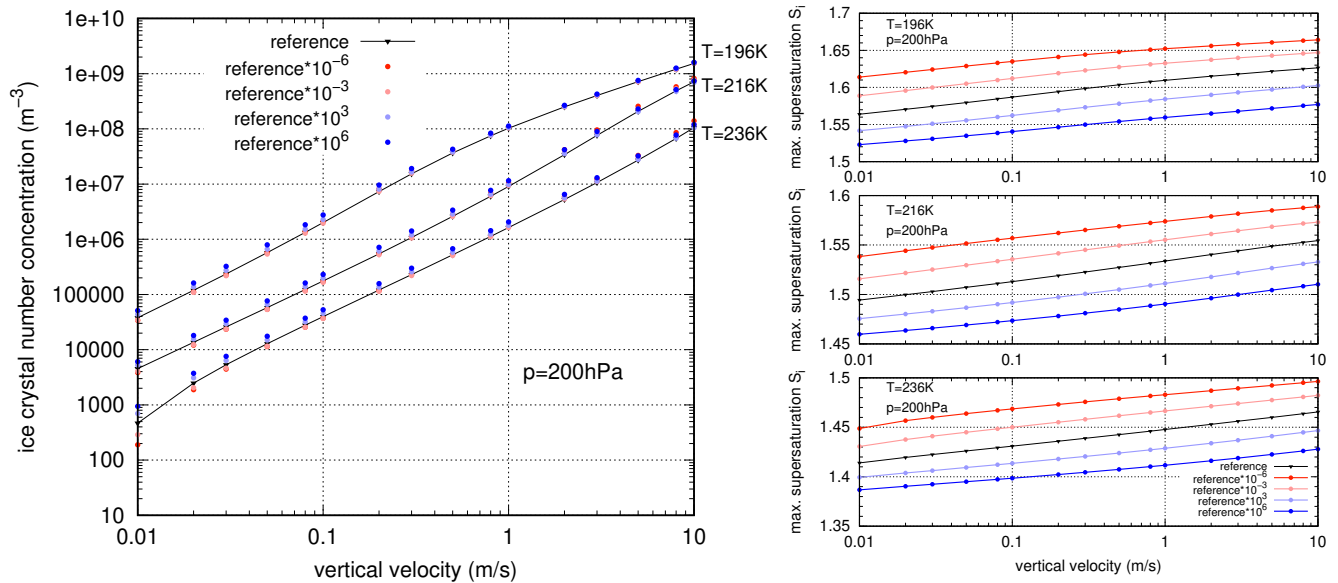 1e+10
1e+09
1e+08
1e+07
1e+06
100000
10000
1000
100
10
ice crystal number concentration (m⁻³)
reference
reference*10⁻⁶
reference*10⁻³
reference*10³
reference*10⁶
T=196K
T=216K
T=236K
p=200hPa
0.01
0.1
1
10
vertical velocity (m/s)
1.7
1.65
1.6
1.55
1.5
max. supersaturation Sᵢ
T=196K
p=200hPa
0.01
0.1
1
10
1.6
1.55
1.5
1.45
max. supersaturation Sᵢ
T=216K
p=200hPa
0.01
0.1
1
10
1.5
1.45
1.4
1.35
max. supersaturation Sᵢ
T=236K
p=200hPa
reference
reference*10⁻⁶
reference*10⁻³
reference*10³
reference*10⁶
0.01
0.1
1
10
vertical velocity (m/s)